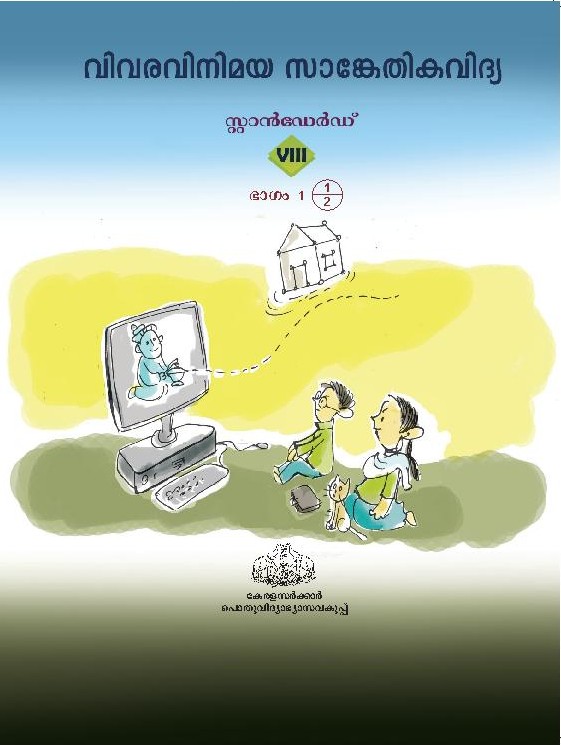 വിവരവിനിമയ സാങ്കേതികവിദ്യ
സ്റ്റാൻഡേർഡ്
VIII
ഭാഗം 1 1/2
കേരളസർക്കാർ
പൊതുവിദ്യാഭ്യാസവകുപ്പ്